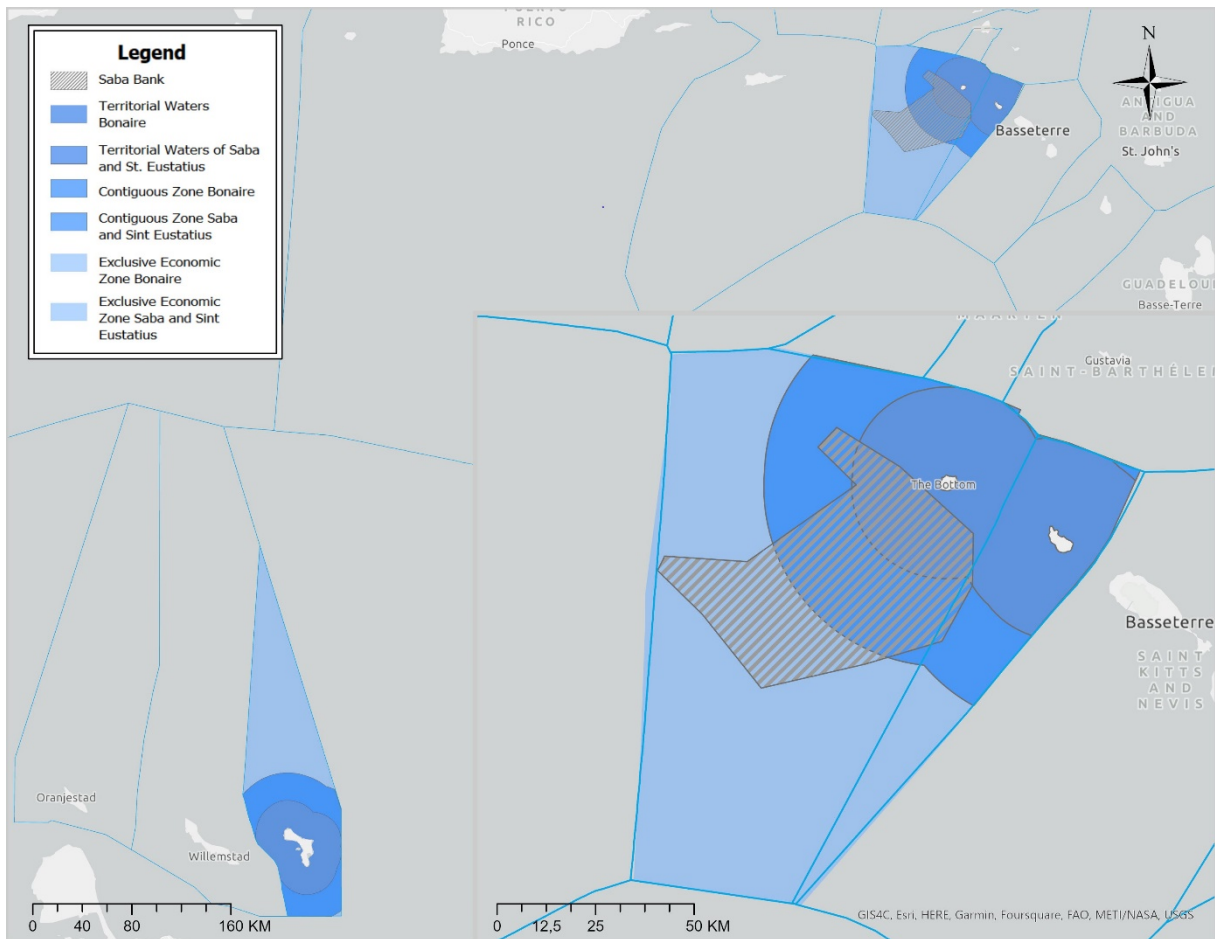 PUERTO
RICO
Ponce
N
Legend
Saba Bank
Territorial Waters
Bonaire
Territorial Waters of Saba
and St. Eustatius
Contiguous Zone Bonaire
Contiguous Zone Saba
and Sint Eustatius
Exclusive Economic
Zone Bonaire
Exclusive Economic
Zone Saba and Sint
Eustatius
Basseterre
ANTIGUA
AND
BARBUDA
St. John's
GUADELOU
Basse-Terre
MAARTEN
Gustavia
SAINT-BARTHÉLEM
The Bottom
Basseterre
SAINT
KITTS
AND
NEVIS
Oranjestad
Willemstad
0 40 80 160 KM
0 12,5 25 50 KM
GIS4C, Esri, HERE, Garmin, Foursquare, FAO, METI/NASA, USGS